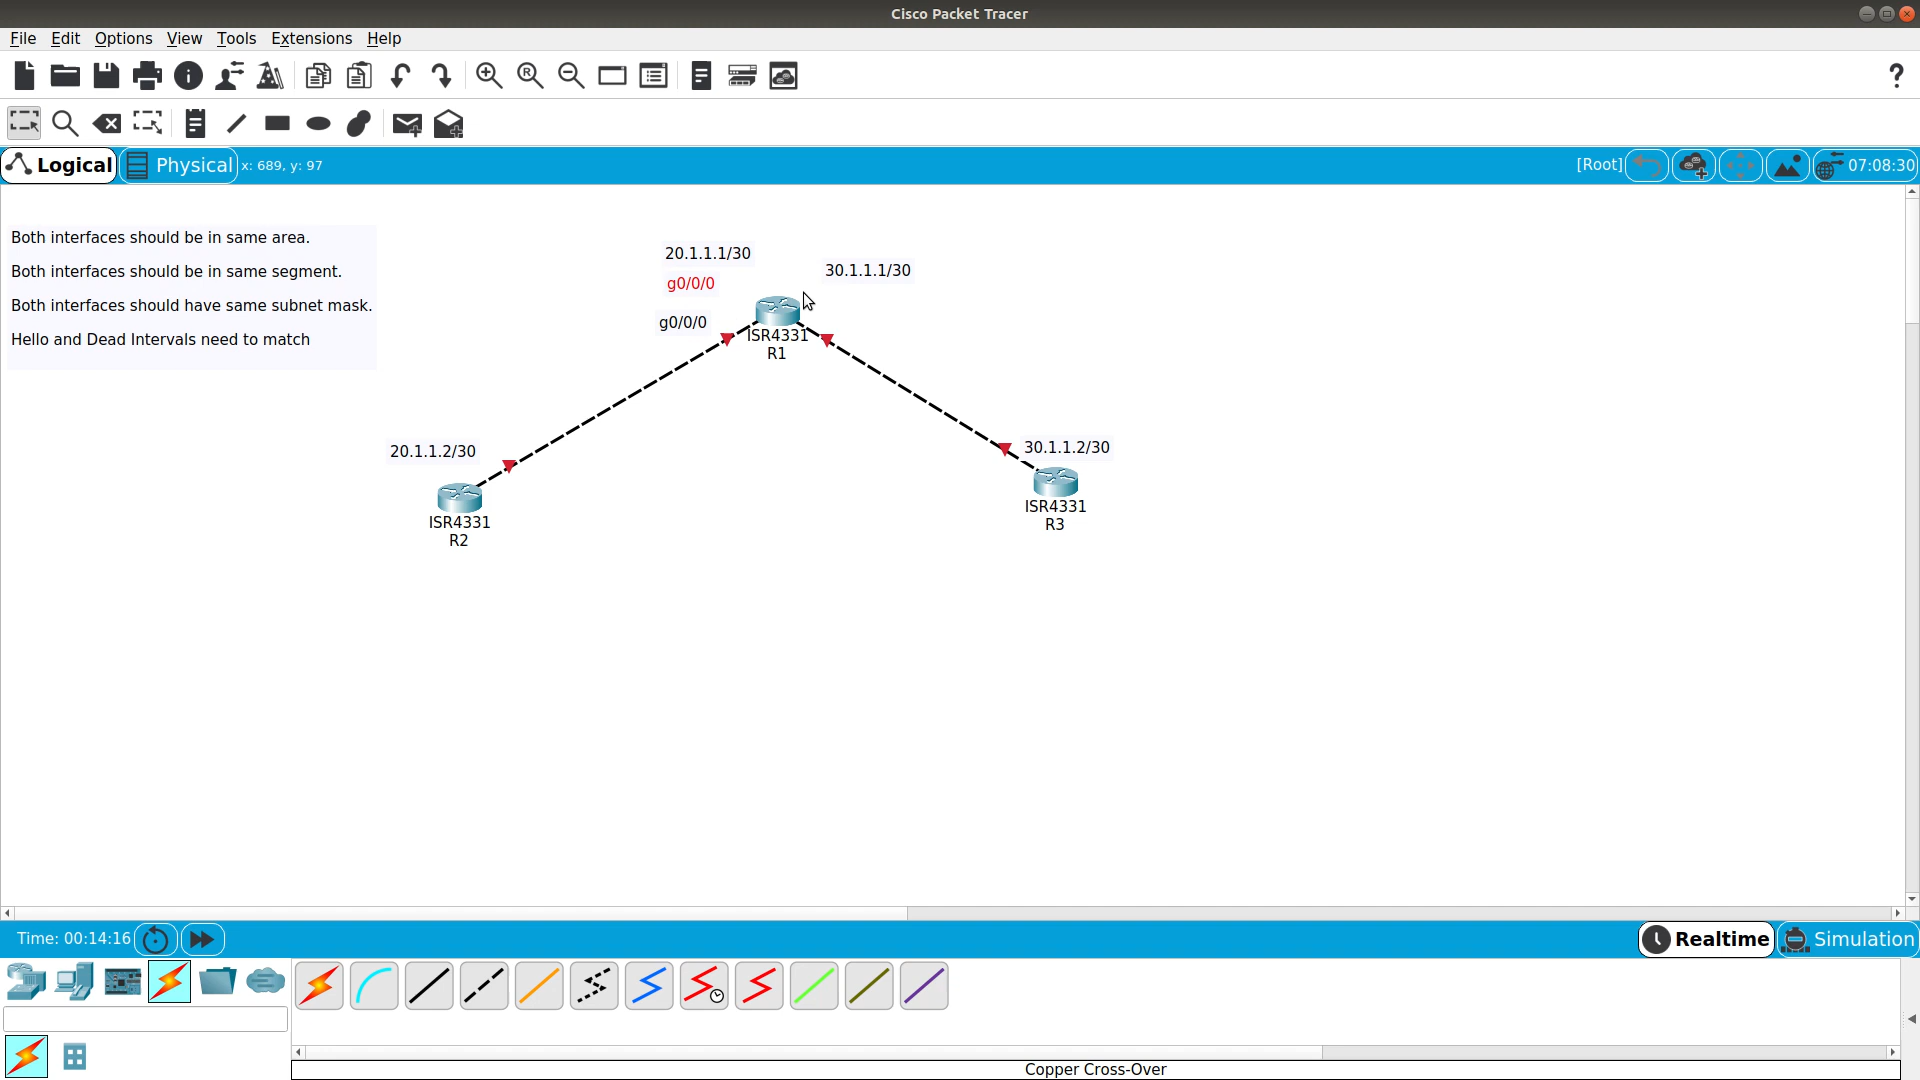 Cisco Packet Tracer
File Edit Options View Tools Extensions Help
R
?
Logical Physical x: 689, y: 97 [Root] 07:08:30
Both interfaces should be in same area.
Both interfaces should be in same segment.
Both interfaces should have same subnet mask.
Hello and Dead Intervals need to match
20.1.1.1/30
30.1.1.1/30
g0/0/0
g0/0/0
ISR4331
R1
20.1.1.2/30
30.1.1.2/30
ISR4331
R2
ISR4331
R3
Time: 00:14:16 Realtime Simulation
Copper Cross-Over